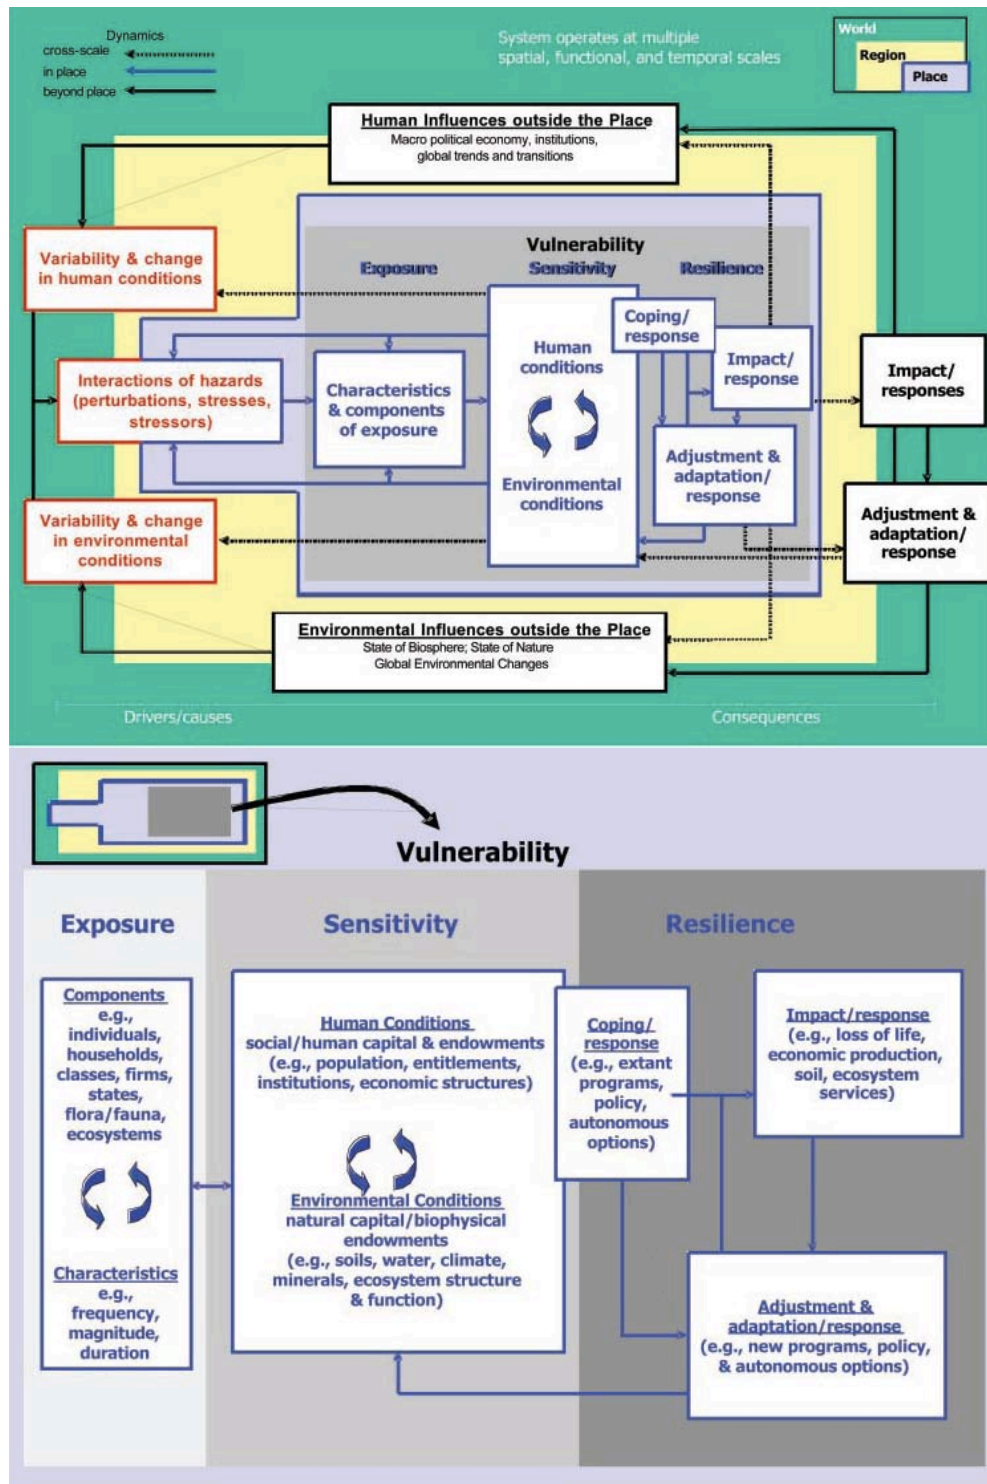 Dynamics
cross-scale
in place
beyond place
System operates at multiple
spatial, functional, and temporal scales
World
Region
Place
Human Influences outside the Place
Macro political economy, institutions,
global trends and transitions
Variability & change
in human conditions
Vulnerability
Exposure
Sensitivity
Resilience
Interactions of hazards
(perturbations, stresses,
stressors)
Characteristics
& components
of exposure
Human
conditions
Environmental
conditions
Coping/
response
Impact/
response
Adjustment &
adaptation/
response
Impact/
responses
Adjustment &
adaptation/
response
Variability & change
in environmental
conditions
Environmental Influences outside the Place
State of Biosphere; State of Nature
Global Environmental Changes
Drivers/causes
Consequences
Vulnerability
Exposure
Sensitivity
Resilience
Components
e.g.,
individuals,
households,
classes, firms,
states,
flora/fauna,
ecosystems
Characteristics
e.g.,
frequency,
magnitude,
duration
Human Conditions
social/human capital & endowments
(e.g., population, entitlements,
institutions, economic structures)
Environmental Conditions
natural capital/biophysical
endowments
(e.g., soils, water, climate,
minerals, ecosystem structure
& function)
Coping/
response
(e.g., extant
programs,
policy,
autonomous
options)
Impact/response
(e.g., loss of life,
economic production,
soil, ecosystem
services)
Adjustment &
adaptation/response
(e.g., new programs, policy,
& autonomous options)